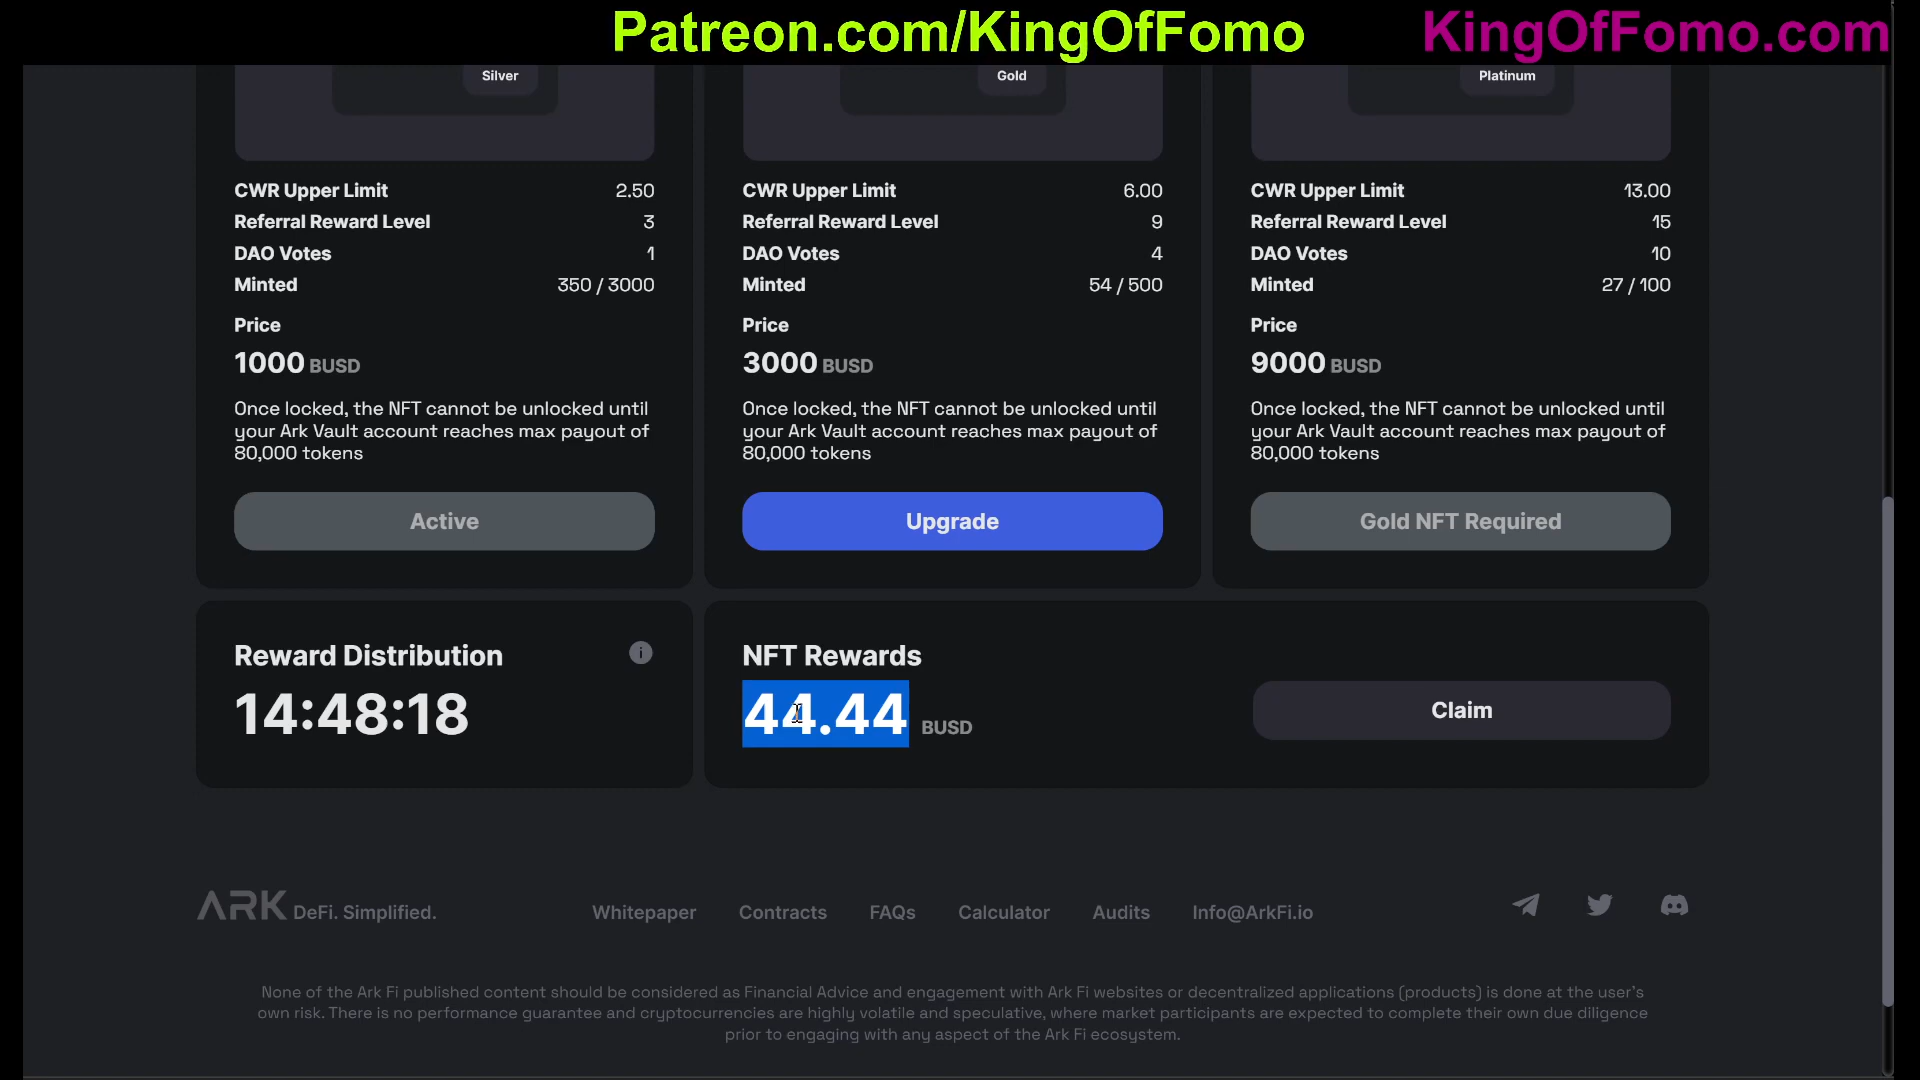 Patreon.com/KingOfFomo
KingOfFomo.com
Silver
CWR Upper Limit 2.50
Referral Reward Level 3
DAO Votes 1
Minted 350 / 3000
Price
1000 BUSD
Once locked, the NFT cannot be unlocked until
your Ark Vault account reaches max payout of
80,000 tokens
Active
Gold
CWR Upper Limit 6.00
Referral Reward Level 9
DAO Votes 4
Minted 54 / 500
Price
3000 BUSD
Once locked, the NFT cannot be unlocked until
your Ark Vault account reaches max payout of
80,000 tokens
Upgrade
Platinum
CWR Upper Limit 13.00
Referral Reward Level 15
DAO Votes 10
Minted 27 / 100
Price
9000 BUSD
Once locked, the NFT cannot be unlocked until
your Ark Vault account reaches max payout of
80,000 tokens
Gold NFT Required
Reward Distribution i
14:48:18
NFT Rewards
44.44 BUSD
Claim
ARK DeFi. Simplified.
Whitepaper Contracts FAQs Calculator Audits Info@ArkFi.io
None of the Ark Fi published content should be considered as Financial Advice and engagement with Ark Fi websites or decentralized applications (products) is done at the user's
own risk. There is no performance guarantee and cryptocurrencies are highly volatile and speculative, where market participants are expected to complete their own due diligence
prior to engaging with any aspect of the Ark Fi ecosystem.